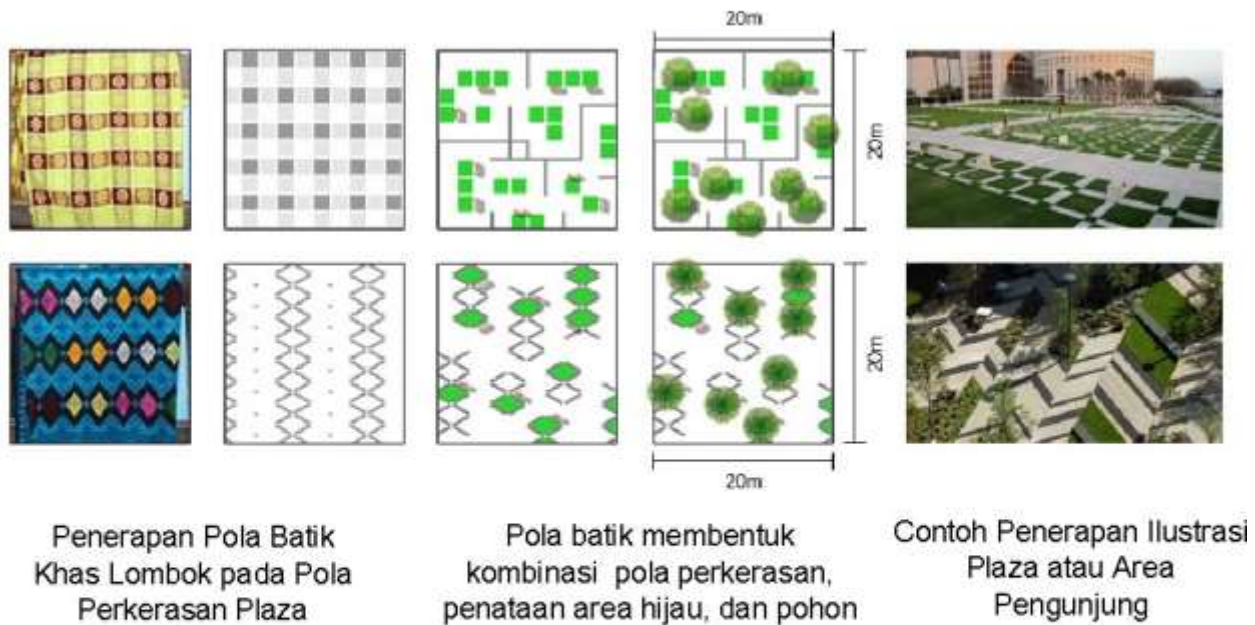 20m
20m
20m
20m
Penerapan Pola Batik
Khas Lombok pada Pola
Perkerasan Plaza
Pola batik membentuk
kombinasi pola perkerasan,
penataan area hijau, dan pohon
Contoh Penerapan Ilustrasi
Plaza atau Area
Pengunjung